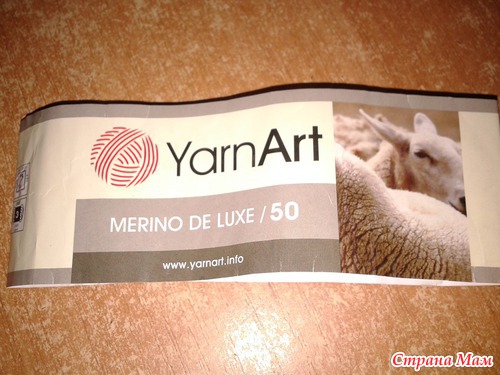 YarnArt
MERINO DE LUXE / 50
www.yarnart.info
Страна Мам